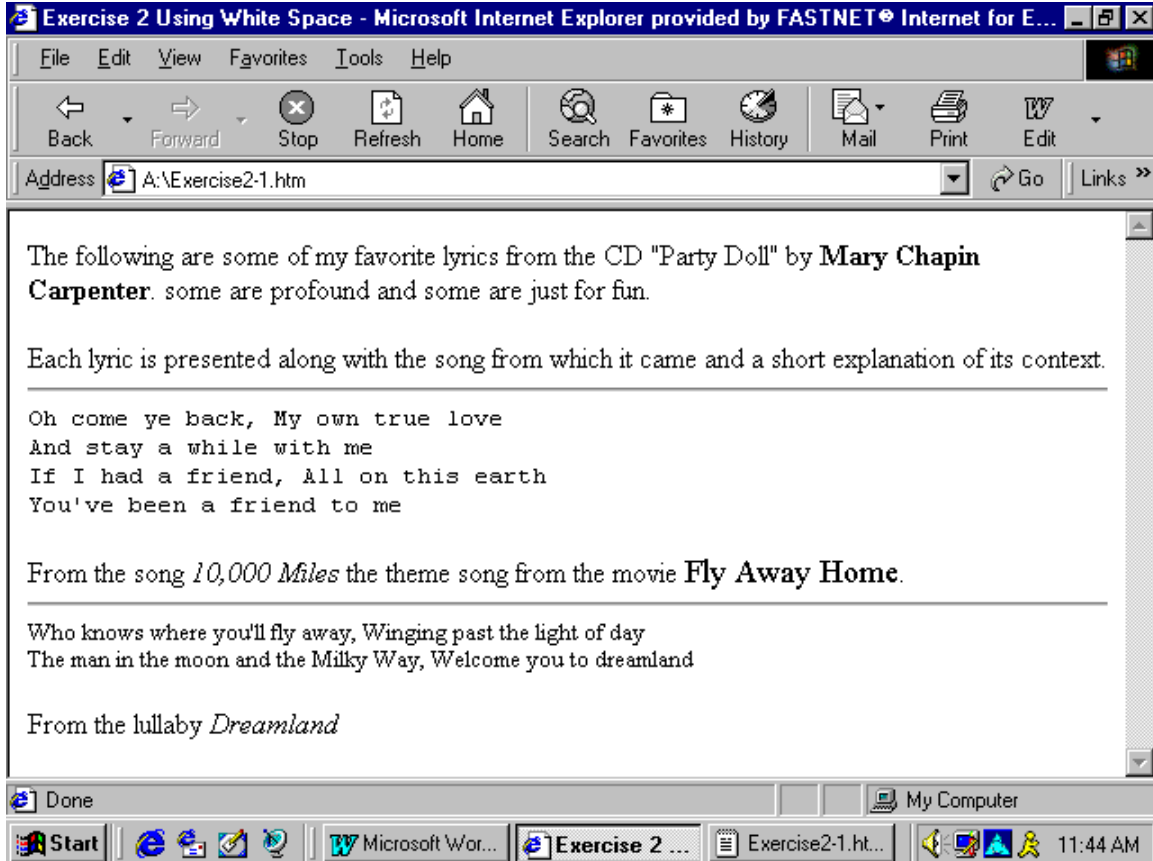 Exercise 2 Using White Space - Microsoft Internet Explorer provided by FASTNET® Internet for E...
File Edit View Favorites Tools Help
Back Forward Stop Refresh Home Search Favorites History Mail Print Edit
Address A:\Exercise2-1.htm Go Links »
The following are some of my favorite lyrics from the CD "Party Doll" by Mary Chapin
Carpenter. some are profound and some are just for fun.
Each lyric is presented along with the song from which it came and a short explanation of its context.
Oh come ye back, My own true love
And stay a while with me
If I had a friend, All on this earth
You've been a friend to me
From the song 10,000 Miles the theme song from the movie Fly Away Home.
Who knows where you'll fly away, Winging past the light of day
The man in the moon and the Milky Way, Welcome you to dreamland
From the lullaby Dreamland
Done My Computer
Start Microsoft Wor... Exercise 2 ... Exercise2-1.ht... 11:44 AM